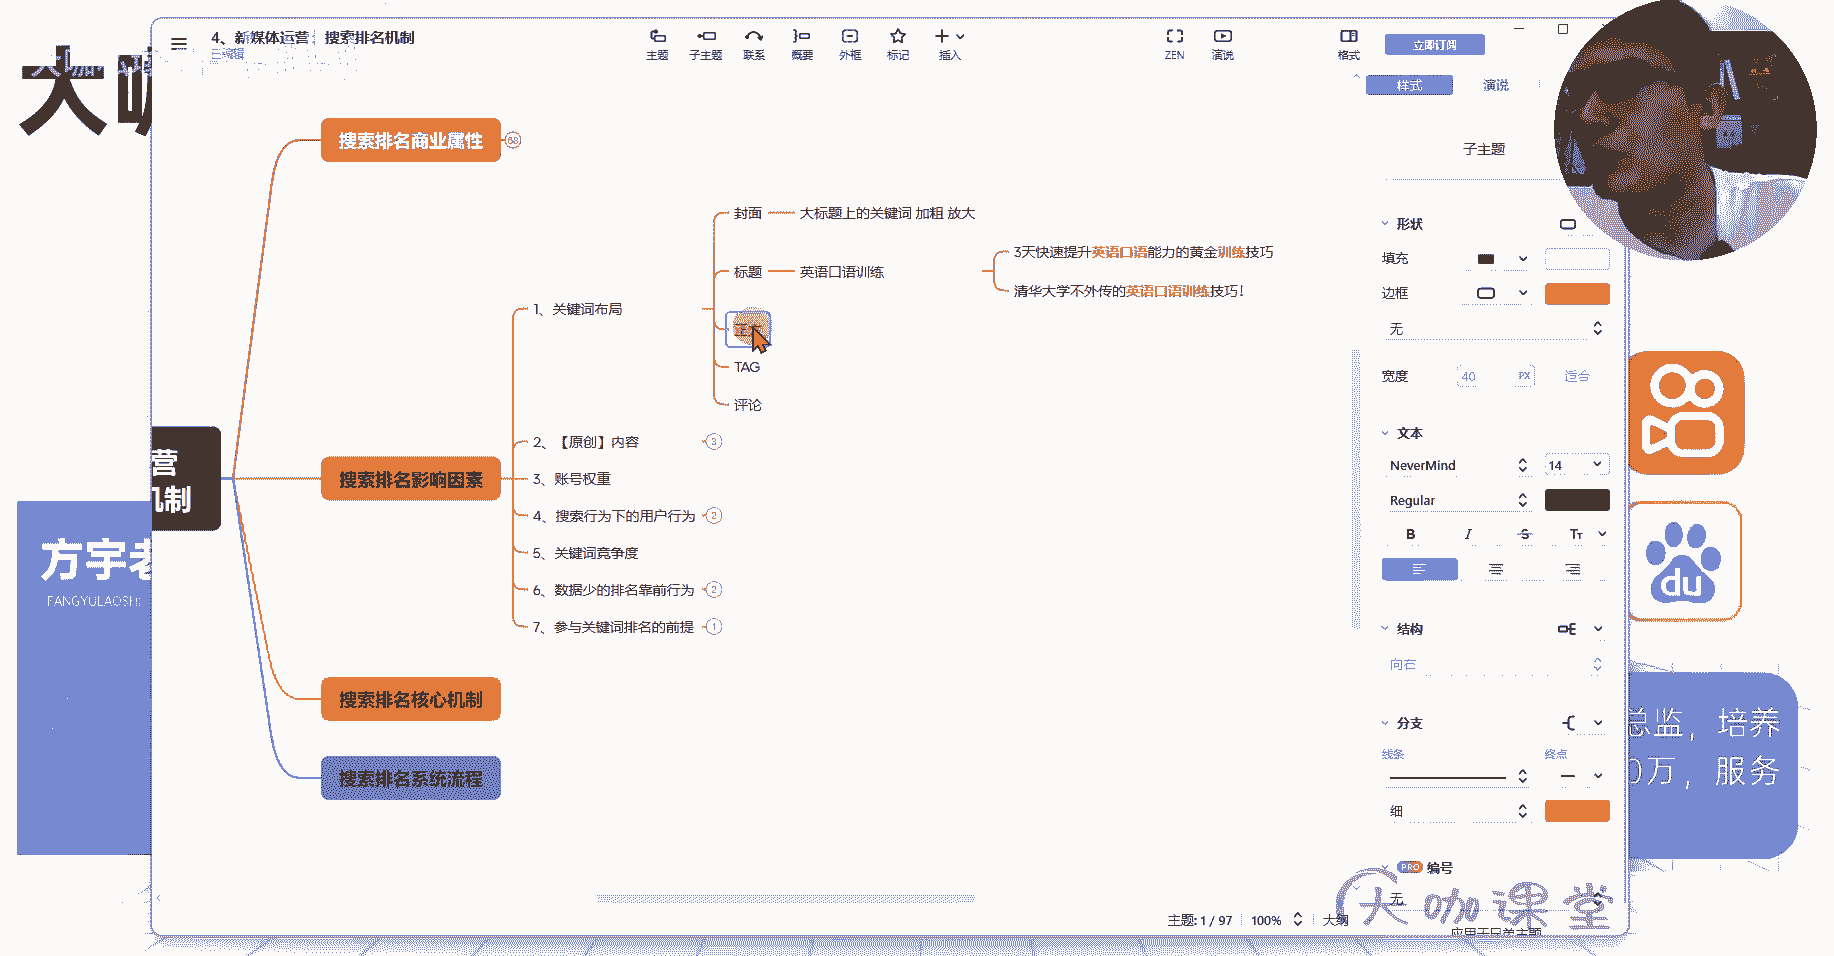 4、新媒体运营：搜索排名机制
已编辑
主题
子主题
联系
概要
外框
标记
插入
ZEN
演说
格式
立即订阅
样式
演说
子主题
形状
填充
边框
无
宽度
40
PX
适合
文本
NeverMind
14
Regular
B
I
S
Tт
结构
向右
分支
线条
终点
细
PRO 编号
无
应用于兄弟主题
大咖
营
机制
搜索排名商业属性
68
搜索排名影响因素
1、关键词布局
封面
大标题上的关键词 加粗 放大
标题
英语口语训练
3天快速提升英语口语能力的黄金训练技巧
清华大学不外传的英语口语训练技巧！
TAG
评论
2、【原创】内容
3
3、账号权重
4、搜索行为下的用户行为
2
5、关键词竞争度
6、数据少的排名靠前行为
2
7、参与关键词排名的前提
1
搜索排名核心机制
搜索排名系统流程
方宇老
FANGYULAOSHI
du
总监，培养
0万，服务
主题: 1 / 97
100%
大纲
大咖课堂